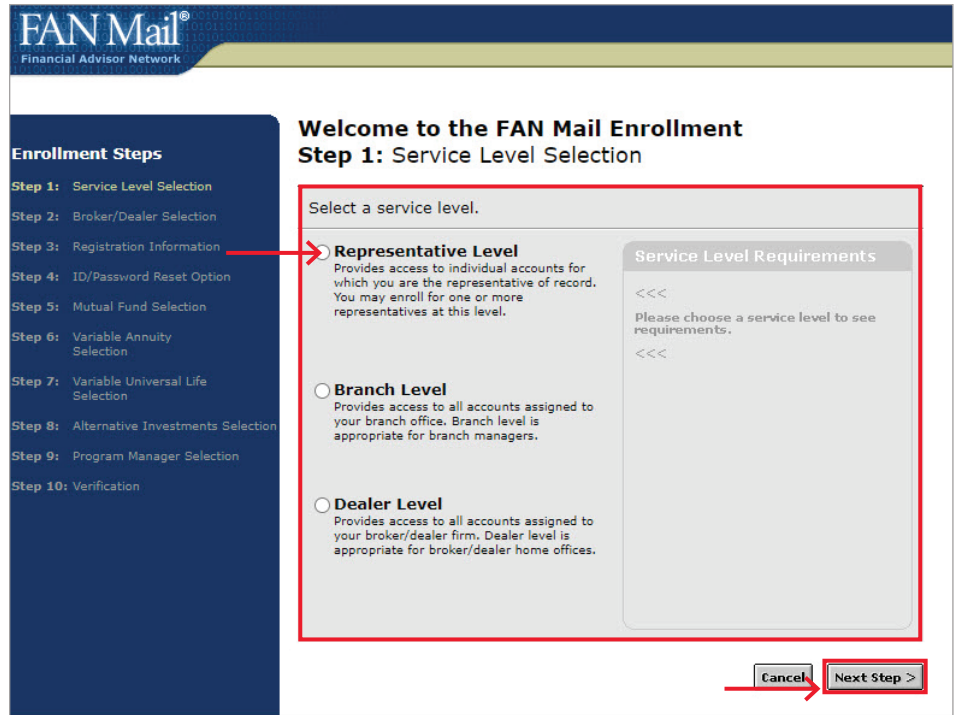 FAN Mail®
Financial Advisor Network
Enrollment Steps
Step 1: Service Level Selection
Step 2: Broker/Dealer Selection
Step 3: Registration Information
Step 4: ID/Password Reset Option
Step 5: Mutual Fund Selection
Step 6: Variable Annuity
Selection
Step 7: Variable Universal Life
Selection
Step 8: Alternative Investments Selection
Step 9: Program Manager Selection
Step 10: Verification
Welcome to the FAN Mail Enrollment
Step 1: Service Level Selection
Select a service level.
Representative Level
Provides access to individual accounts for
which you are the representative of record.
You may enroll for one or more
representatives at this level.
Branch Level
Provides access to all accounts assigned to
your branch office. Branch level is
appropriate for branch managers.
Dealer Level
Provides access to all accounts assigned to
your broker/dealer firm. Dealer level is
appropriate for broker/dealer home offices.
Service Level Requirements
<<<
Please choose a service level to see
requirements.
<<<
Cancel
Next Step >